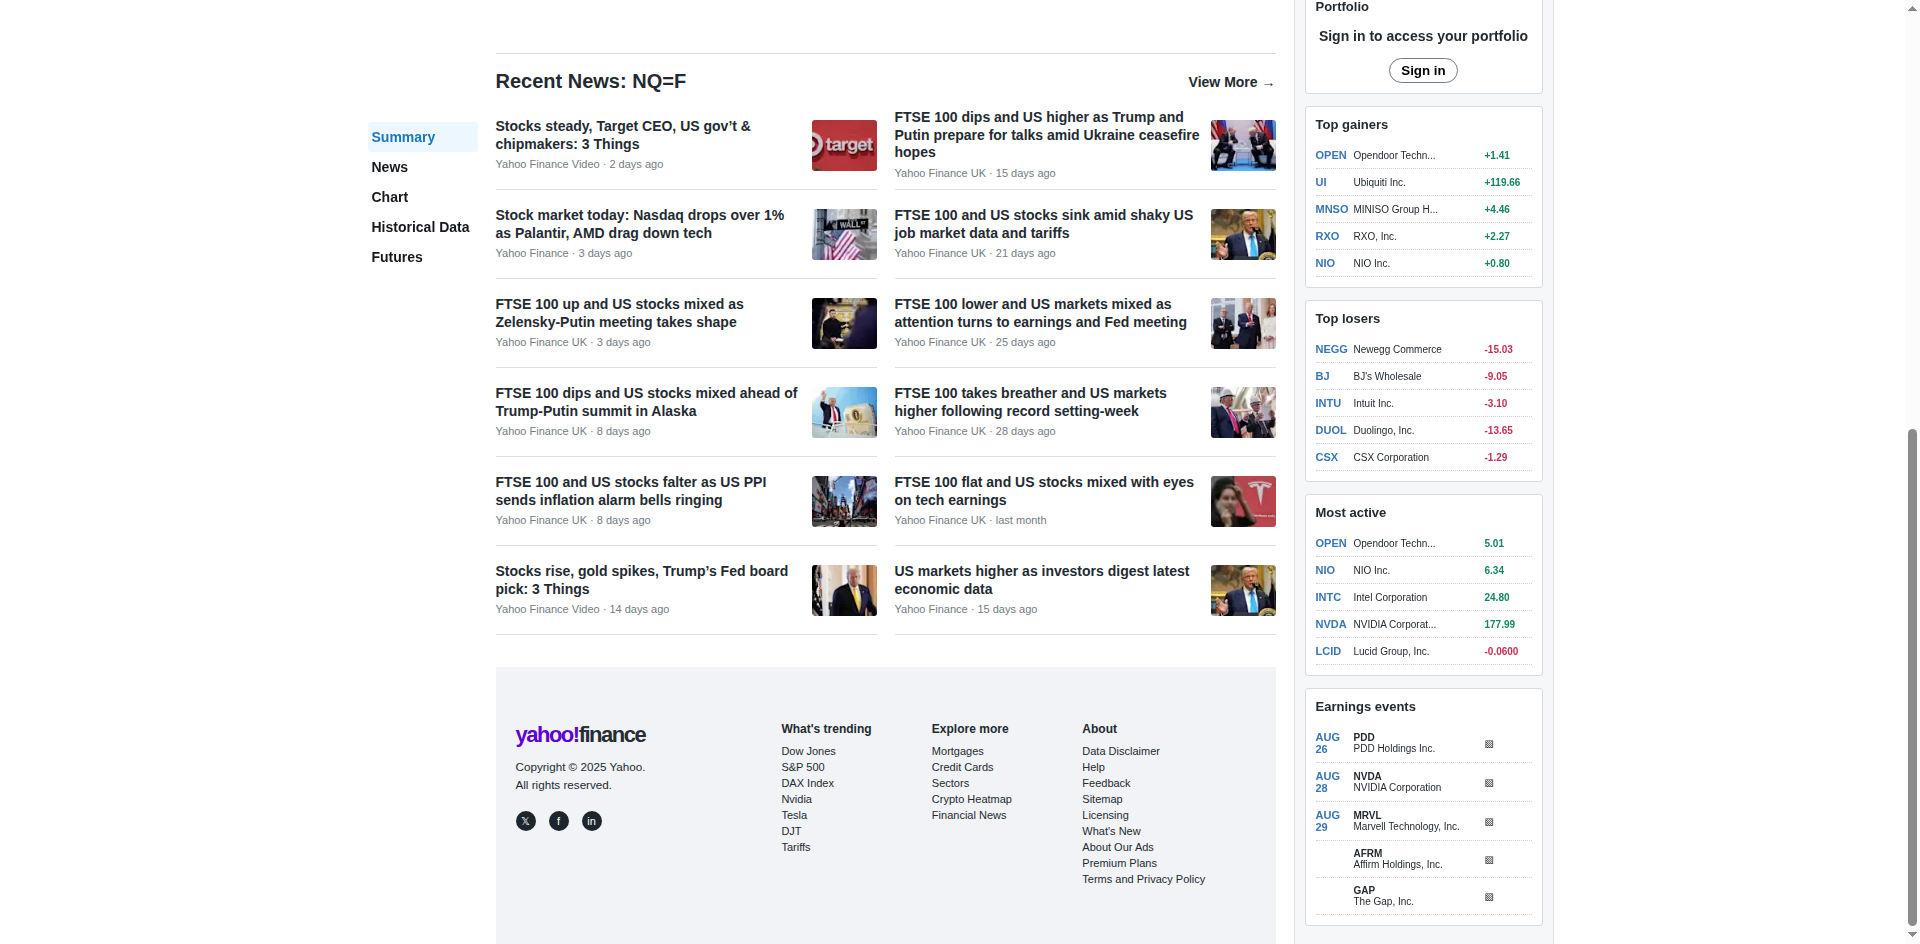 Summary
News
Chart
Historical Data
Futures
Recent News: NQ=F
View More →
Stocks steady, Target CEO, US gov’t &
chipmakers: 3 Things
Yahoo Finance Video · 2 days ago
target
FTSE 100 dips and US higher as Trump and
Putin prepare for talks amid Ukraine ceasefire
hopes
Yahoo Finance UK · 15 days ago
Stock market today: Nasdaq drops over 1%
as Palantir, AMD drag down tech
Yahoo Finance · 3 days ago
WALL
FTSE 100 and US stocks sink amid shaky US
job market data and tariffs
Yahoo Finance UK · 21 days ago
FTSE 100 up and US stocks mixed as
Zelensky-Putin meeting takes shape
Yahoo Finance UK · 3 days ago
FTSE 100 lower and US markets mixed as
attention turns to earnings and Fed meeting
Yahoo Finance UK · 25 days ago
FTSE 100 dips and US stocks mixed ahead of
Trump-Putin summit in Alaska
Yahoo Finance UK · 8 days ago
FTSE 100 takes breather and US markets
higher following record setting-week
Yahoo Finance UK · 28 days ago
FTSE 100 and US stocks falter as US PPI
sends inflation alarm bells ringing
Yahoo Finance UK · 8 days ago
FTSE 100 flat and US stocks mixed with eyes
on tech earnings
Yahoo Finance UK · last month
Stocks rise, gold spikes, Trump’s Fed board
pick: 3 Things
Yahoo Finance Video · 14 days ago
US markets higher as investors digest latest
economic data
Yahoo Finance · 15 days ago
yahoo!finance
Copyright © 2025 Yahoo.
All rights reserved.
𝕏 f in
What's trending
Dow Jones
S&P 500
DAX Index
Nvidia
Tesla
DJT
Tariffs
Explore more
Mortgages
Credit Cards
Sectors
Crypto Heatmap
Financial News
About
Data Disclaimer
Help
Feedback
Sitemap
Licensing
What's New
About Our Ads
Premium Plans
Terms and Privacy Policy
Portfolio
Sign in to access your portfolio
Sign in
Top gainers
OPEN Opendoor Techn... +1.41
UI Ubiquiti Inc. +119.66
MNSO MINISO Group H... +4.46
RXO RXO, Inc. +2.27
NIO NIO Inc. +0.80
Top losers
NEGG Newegg Commerce -15.03
BJ BJ's Wholesale -9.05
INTU Intuit Inc. -3.10
DUOL Duolingo, Inc. -13.65
CSX CSX Corporation -1.29
Most active
OPEN Opendoor Techn... 5.01
NIO NIO Inc. 6.34
INTC Intel Corporation 24.80
NVDA NVIDIA Corporat... 177.99
LCID Lucid Group, Inc. -0.0600
Earnings events
AUG 26
PDD
PDD Holdings Inc.
AUG 28
NVDA
NVIDIA Corporation
AUG 29
MRVL
Marvell Technology, Inc.
AFRM
Affirm Holdings, Inc.
GAP
The Gap, Inc.